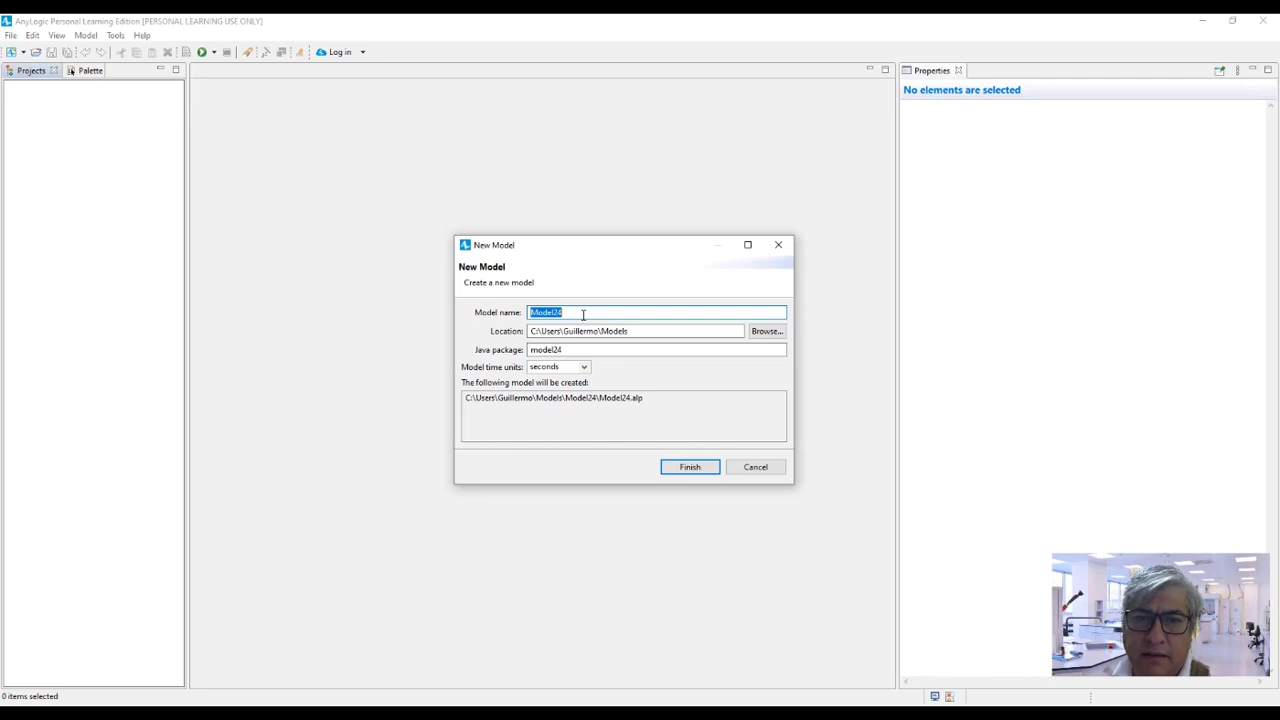 AnyLogic Personal Learning Edition [PERSONAL LEARNING USE ONLY]
File Edit View Model Tools Help
Log in
Projects Palette
Properties
No elements are selected
New Model
New Model
Create a new model
Model name: Model24
Location: C:\Users\Guillermo\Models Browse...
Java package: model24
Model time units: seconds
The following model will be created:
C:\Users\Guillermo\Models\Model24\Model24.alp
Finish Cancel
0 items selected